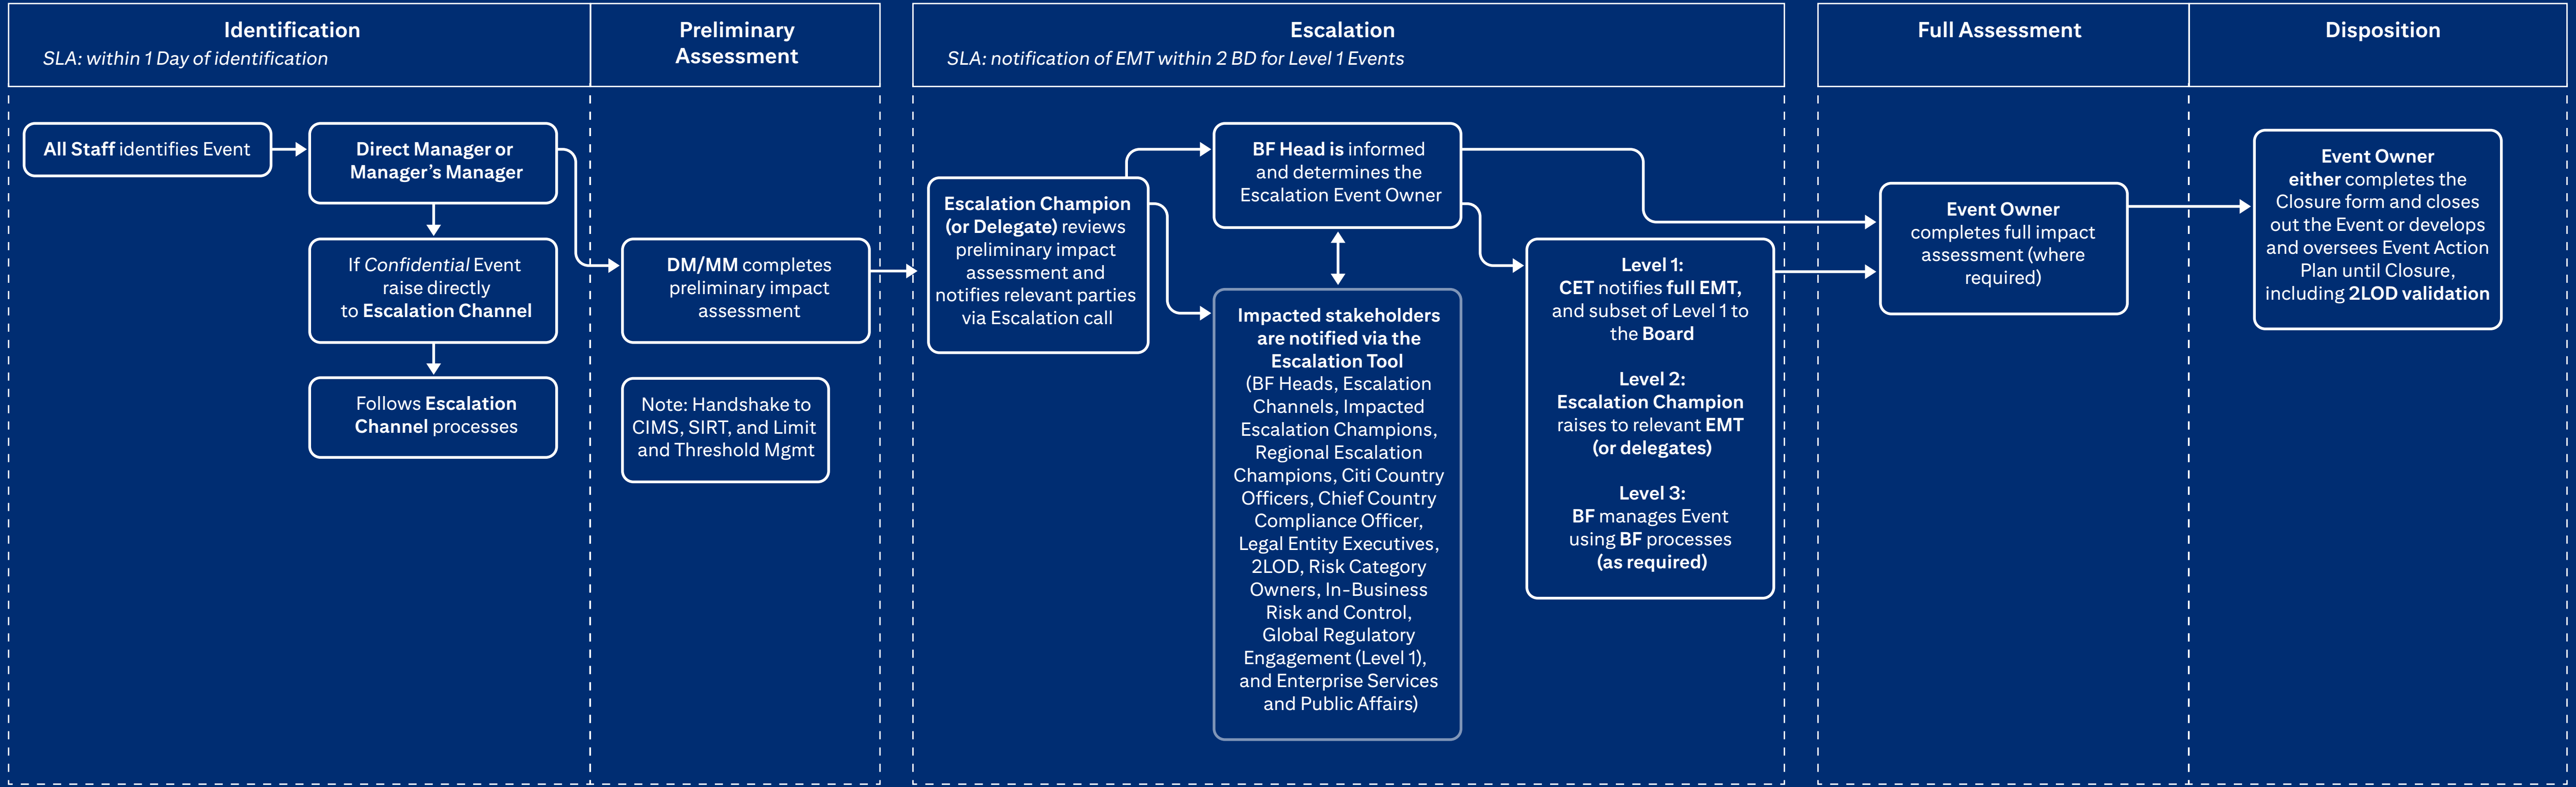 Identification
SLA: within 1 Day of identification
Preliminary
Assessment
Escalation
SLA: notification of EMT within 2 BD for Level 1 Events
Full Assessment
Disposition
All Staff identifies Event
Direct Manager or
Manager’s Manager
If Confidential Event
raise directly
to Escalation Channel
Follows Escalation
Channel processes
DM/MM completes
preliminary impact
assessment
Note: Handshake to
CIMS, SIRT, and Limit
and Threshold Mgmt
Escalation Champion
(or Delegate) reviews
preliminary impact
assessment and
notifies relevant parties
via Escalation call
BF Head is informed
and determines the
Escalation Event Owner
Impacted stakeholders
are notified via the
Escalation Tool
(BF Heads, Escalation
Channels, Impacted
Escalation Champions,
Regional Escalation
Champions, Citi Country
Officers, Chief Country
Compliance Officer,
Legal Entity Executives,
2LOD, Risk Category
Owners, In-Business
Risk and Control,
Global Regulatory
Engagement (Level 1),
and Enterprise Services
and Public Affairs)
Level 1:
CET notifies full EMT,
and subset of Level 1 to
the Board
Level 2:
Escalation Champion
raises to relevant EMT
(or delegates)
Level 3:
BF manages Event
using BF processes
(as required)
Event Owner
completes full impact
assessment (where
required)
Event Owner
either completes the
Closure form and closes
out the Event or develops
and oversees Event Action
Plan until Closure,
including 2LOD validation